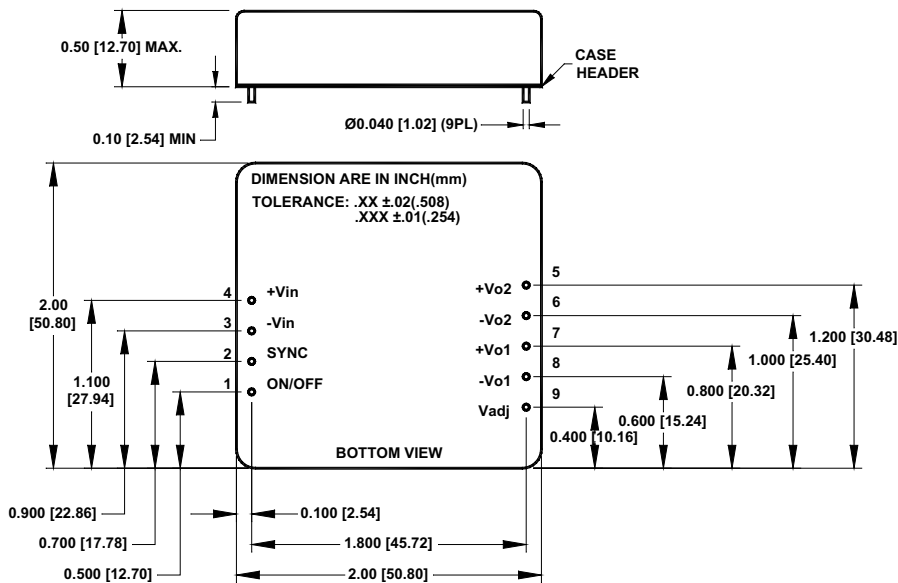 0.50 [12.70] MAX.
CASE
HEADER
Ø0.040 [1.02] (9PL)
0.10 [2.54] MIN
DIMENSION ARE IN INCH(mm)
TOLERANCE: .XX ±.02(.508)
.XXX ±.01(.254)
2.00
[50.80]
1.100
[27.94]
4 +Vin
3 -Vin
2 SYNC
1 ON/OFF
+Vo2 5
-Vo2 6
+Vo1 7
-Vo1 8
Vadj 9
1.200 [30.48]
1.000 [25.40]
0.800 [20.32]
0.600 [15.24]
0.400 [10.16]
BOTTOM VIEW
0.900 [22.86]
0.700 [17.78]
0.500 [12.70]
0.100 [2.54]
1.800 [45.72]
2.00 [50.80]